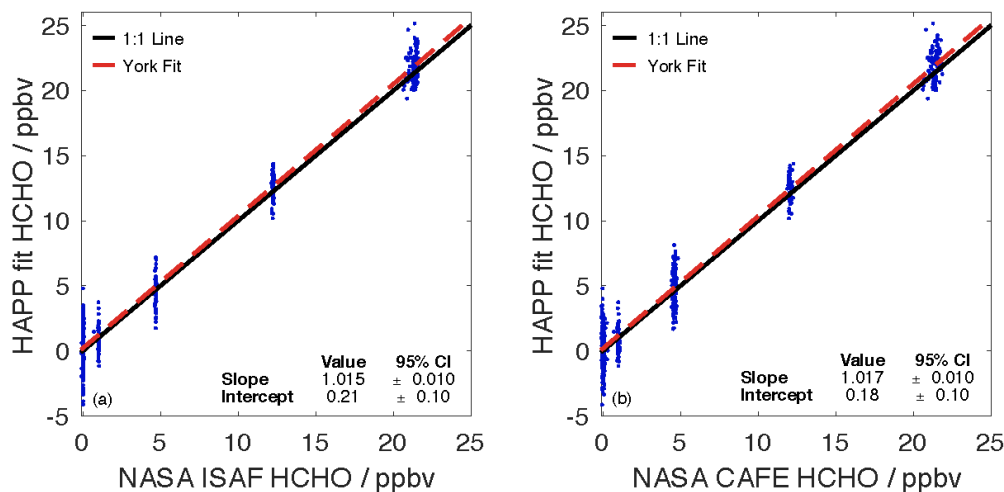 1:1 Line
York Fit
HAPP fit HCHO / ppbv
25
20
15
10
5
0
-5
(a)
Value 95% CI
Slope 1.015 ± 0.010
Intercept 0.21 ± 0.10
0 5 10 15 20 25
NASA ISAF HCHO / ppbv
1:1 Line
York Fit
HAPP fit HCHO / ppbv
25
20
15
10
5
0
-5
(b)
Value 95% CI
Slope 1.017 ± 0.010
Intercept 0.18 ± 0.10
0 5 10 15 20 25
NASA CAFE HCHO / ppbv